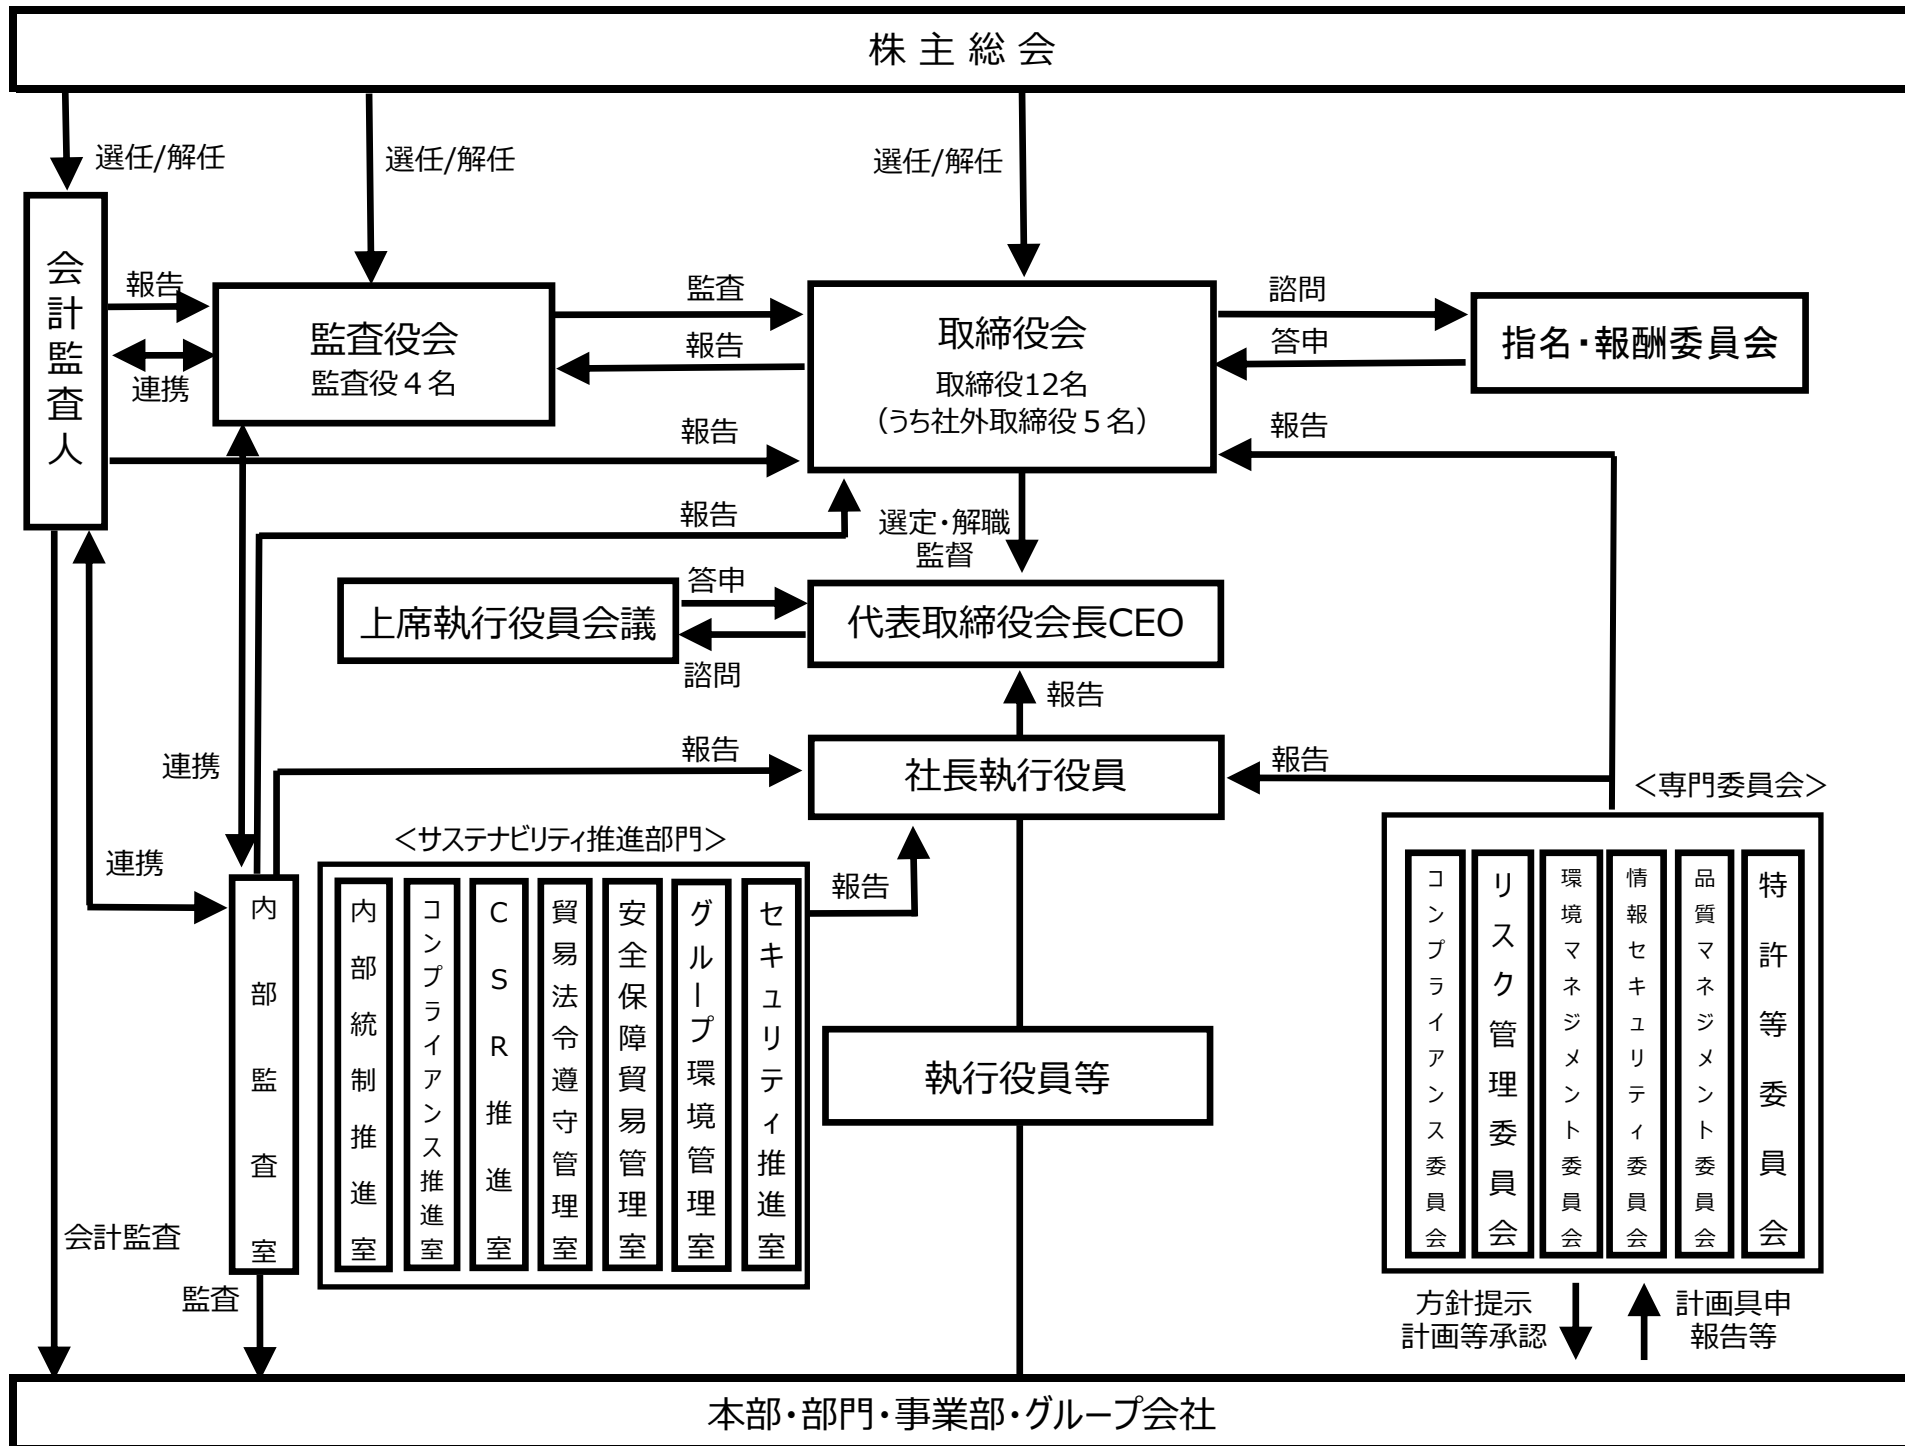 株主総会
選任/解任
選任/解任
選任/解任
会計監査人
報告
連携
監査役会
監査役４名
監査
報告
取締役会
取締役12名
（うち社外取締役５名）
諮問
答申
指名・報酬委員会
報告
報告
報告
選定・解職
監督
上席執行役員会議
答申
諮問
代表取締役会長CEO
報告
連携
報告
社長執行役員
報告
＜専門委員会＞
＜サステナビリティ推進部門＞
連携
報告
内部監査室
内部統制推進室
コンプライアンス推進室
CSR推進室
貿易法令遵守管理室
安全保障貿易管理室
グループ環境管理室
セキュリティ推進室
執行役員等
コンプライアンス委員会
リスク管理委員会
環境マネジメント委員会
情報セキュリティ委員会
品質マネジメント委員会
特許等委員会
会計監査
監査
方針提示
計画等承認
計画具申
報告等
本部・部門・事業部・グループ会社